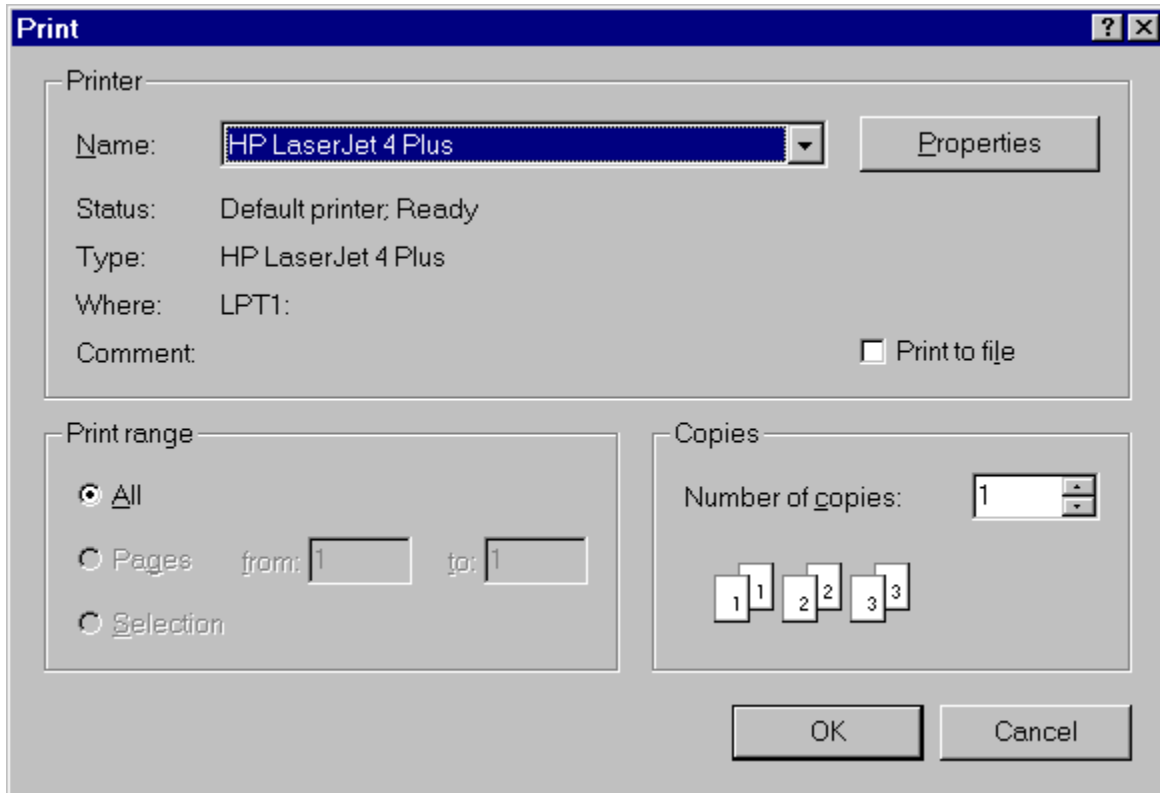 Print
Printer
Name: HP LaserJet 4 Plus Properties
Status: Default printer; Ready
Type: HP LaserJet 4 Plus
Where: LPT1:
Comment: Print to file
Print range
All
Pages from: 1 to: 1
Selection
Copies
Number of copies: 1
1 1 2 2 3 3
OK Cancel